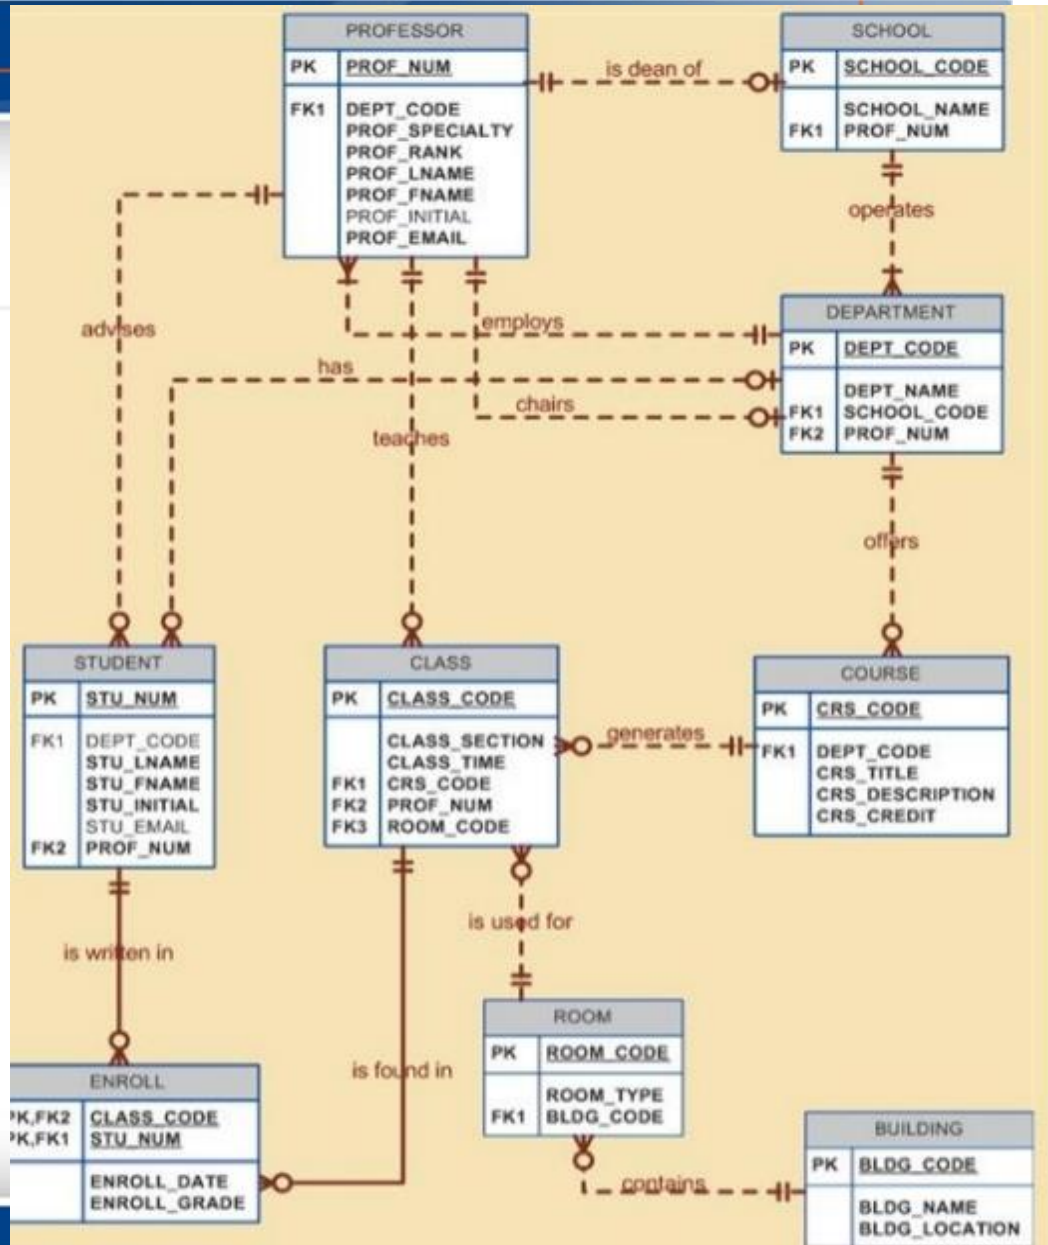 PROFESSOR
PK PROF_NUM
FK1 DEPT_CODE
PROF_SPECIALTY
PROF_RANK
PROF_LNAME
PROF_FNAME
PROF_INITIAL
PROF_EMAIL
is dean of
SCHOOL
PK SCHOOL_CODE
SCHOOL_NAME
FK1 PROF_NUM
operates
advises
employs
has
chairs
teaches
DEPARTMENT
PK DEPT_CODE
DEPT_NAME
FK1 SCHOOL_CODE
FK2 PROF_NUM
offers
STUDENT
PK STU_NUM
FK1 DEPT_CODE
STU_LNAME
STU_FNAME
STU_INITIAL
STU_EMAIL
FK2 PROF_NUM
CLASS
PK CLASS_CODE
CLASS_SECTION
CLASS_TIME
FK1 CRS_CODE
FK2 PROF_NUM
FK3 ROOM_CODE
generates
COURSE
PK CRS_CODE
FK1 DEPT_CODE
CRS_TITLE
CRS_DESCRIPTION
CRS_CREDIT
is written in
is used for
is found in
ROOM
PK ROOM_CODE
ROOM_TYPE
FK1 BLDG_CODE
ENROLL
PK,FK2 CLASS_CODE
PK,FK1 STU_NUM
ENROLL_DATE
ENROLL_GRADE
contains
BUILDING
PK BLDG_CODE
BLDG_NAME
BLDG_LOCATION